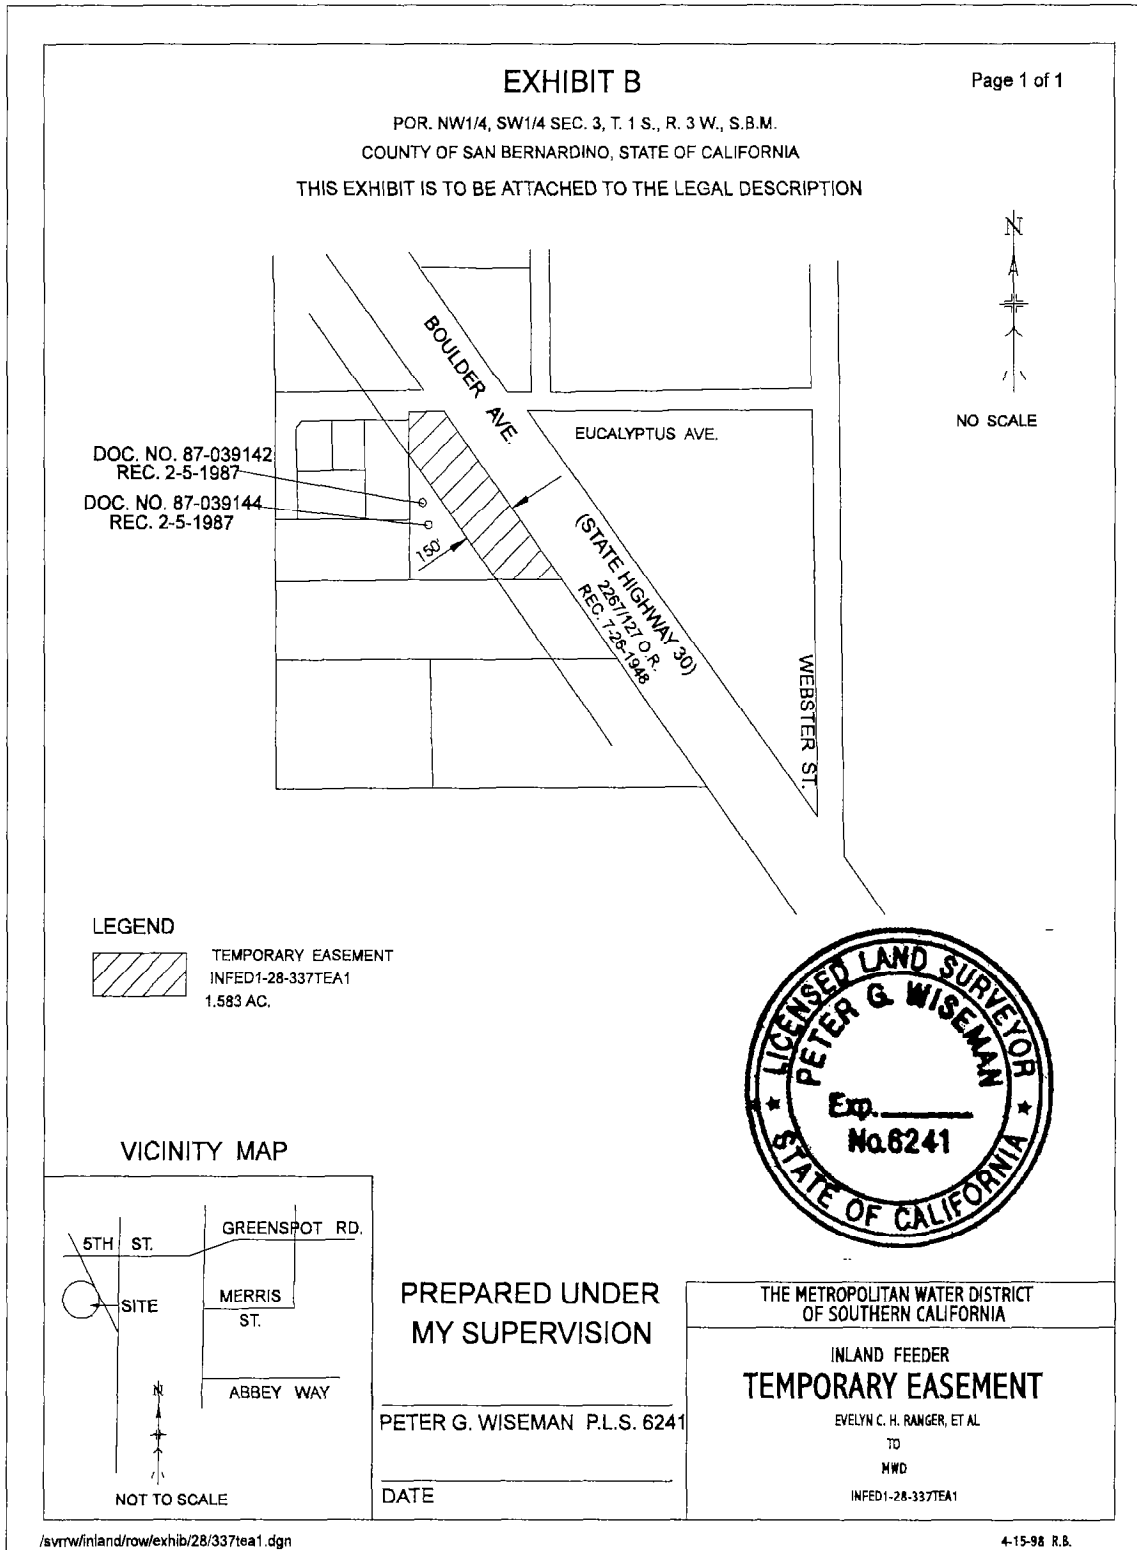 EXHIBIT B
Page 1 of 1
POR. NW1/4, SW1/4 SEC. 3, T. 1 S., R. 3 W., S.B.M.
COUNTY OF SAN BERNARDINO, STATE OF CALIFORNIA
THIS EXHIBIT IS TO BE ATTACHED TO THE LEGAL DESCRIPTION
N
NO SCALE
BOULDER AVE.
EUCALYPTUS AVE.
DOC. NO. 87-039142
REC. 2-5-1987
DOC. NO. 87-039144
REC. 2-5-1987
150'
(STATE HIGHWAY 30)
2267/127 O.R.
REC. 7-26-1948
WEBSTER ST.
LEGEND
TEMPORARY EASEMENT
INFED1-28-337TEA1
1.583 AC.
LICENSED LAND SURVEYOR
PETER G. WISEMAN
Exp.
No.6241
STATE OF CALIFORNIA
VICINITY MAP
GREENSPOT RD.
5TH ST.
SITE
MERRIS
ST.
ABBEY WAY
N
NOT TO SCALE
PREPARED UNDER
MY SUPERVISION
PETER G. WISEMAN P.L.S. 6241
DATE
THE METROPOLITAN WATER DISTRICT
OF SOUTHERN CALIFORNIA
INLAND FEEDER
TEMPORARY EASEMENT
EVELYN C. H. RANGER, ET AL
TO
MWD
INFED1-28-337TEA1
/svrrw/inland/row/exhib/28/337tea1.dgn
4-15-98 R.B.